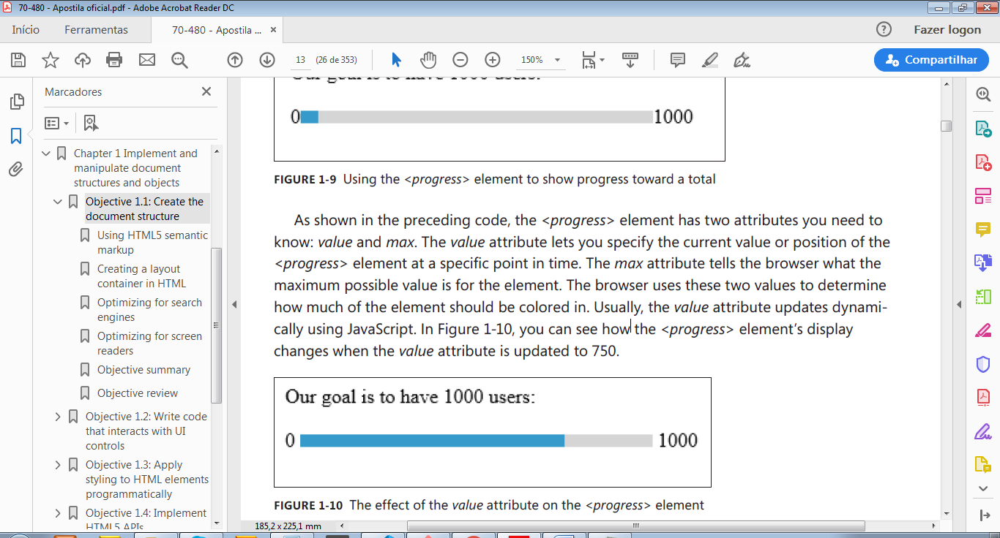 70-480 - Apostila oficial.pdf - Adobe Acrobat Reader DC
Início Ferramentas 70-480 - Apostila ... × Fazer logon
13 (26 de 353) 150% Compartilhar
Marcadores
Chapter 1 Implement and
manipulate document
structures and objects
Objective 1.1: Create the
document structure
Using HTML5 semantic
markup
Creating a layout
container in HTML
Optimizing for search
engines
Optimizing for screen
readers
Objective summary
Objective review
Objective 1.2: Write code
that interacts with UI
controls
Objective 1.3: Apply
styling to HTML elements
programmatically
Objective 1.4: Implement
HTML5 APIs
Our goal is to have 1000 users:
0 1000
FIGURE 1-9 Using the <progress> element to show progress toward a total
As shown in the preceding code, the <progress> element has two attributes you need to
know: value and max. The value attribute lets you specify the current value or position of the
<progress> element at a specific point in time. The max attribute tells the browser what the
maximum possible value is for the element. The browser uses these two values to determine
how much of the element should be colored in. Usually, the value attribute updates dynami-
cally using JavaScript. In Figure 1-10, you can see how the <progress> element's display
changes when the value attribute is updated to 750.
Our goal is to have 1000 users:
0 1000
FIGURE 1-10 The effect of the value attribute on the <progress> element
185,2 x 225,1 mm